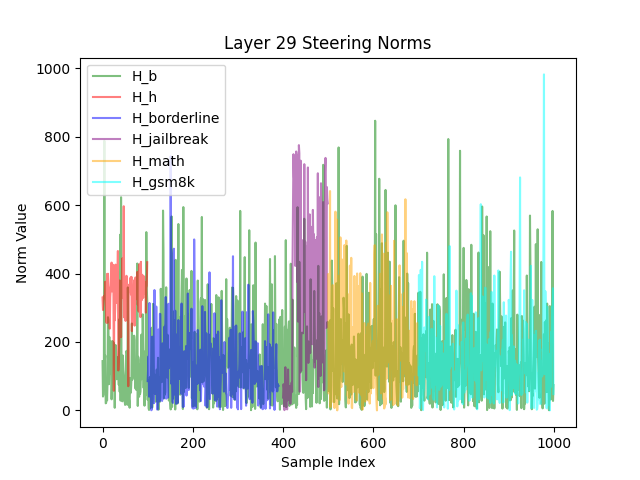 Layer 29 Steering Norms
H_b
H_h
H_borderline
H_jailbreak
H_math
H_gsm8k
Norm Value
1000
800
600
400
200
0
0 200 400 600 800 1000
Sample Index